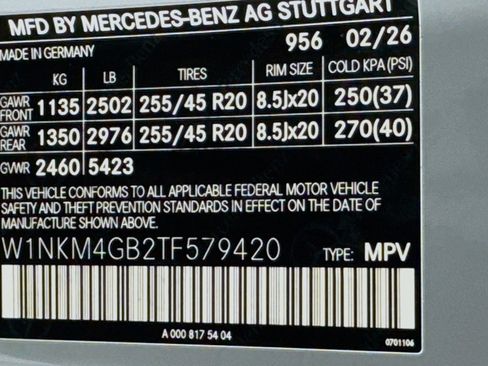 MFD BY MERCEDES-BENZ AG STUTTGART
MADE IN GERMANY 956 02/26
KG LB TIRES RIM SIZE COLD KPA (PSI)
GAWR FRONT 1135 2502 255/45 R20 8.5Jx20 250(37)
GAWR REAR 1350 2976 255/45 R20 8.5Jx20 270(40)
GVWR 2460 5423
THIS VEHICLE CONFORMS TO ALL APPLICABLE FEDERAL MOTOR VEHICLE
SAFETY AND THEFT PREVENTION STANDARDS IN EFFECT ON THE DATE OF
MANUFACTURE SHOWN ABOVE.
W1NKM4GB2TF579420 TYPE: MPV
A 000 817 54 04
0701106